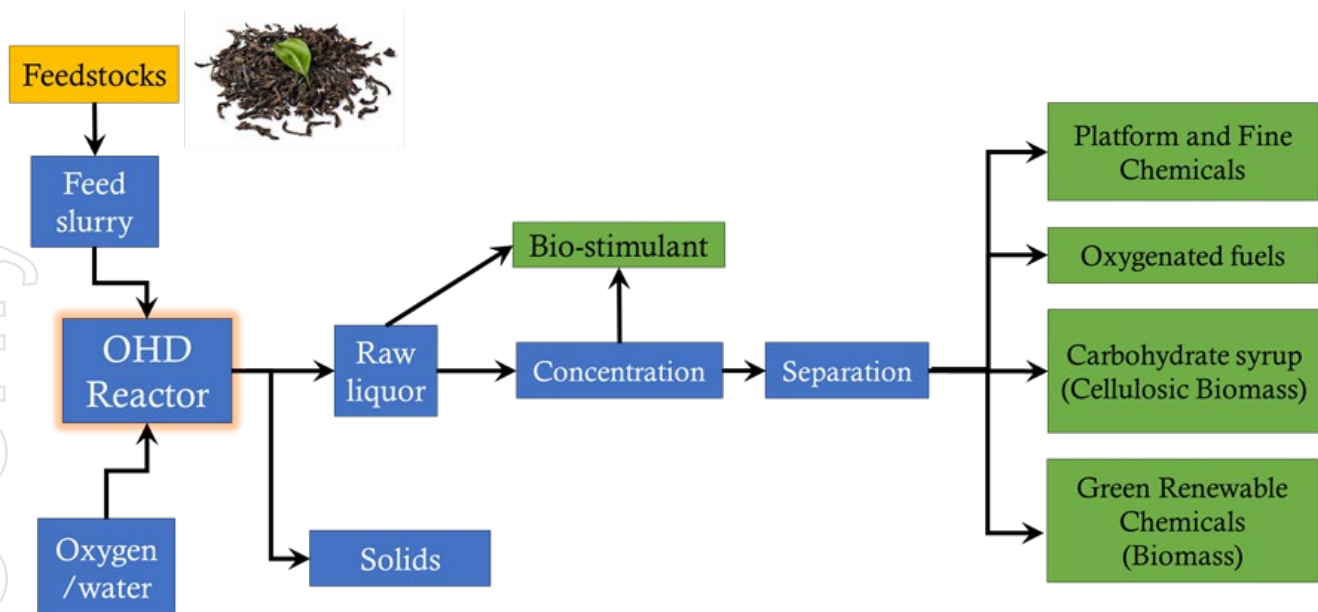 Feedstocks
Feed
slurry
OHD
Reactor
Oxygen
/water
Raw
liquor
Solids
Bio-stimulant
Concentration
Separation
Platform and Fine
Chemicals
Oxygenated fuels
Carbohydrate syrup
(Cellulosic Biomass)
Green Renewable
Chemicals
(Biomass)